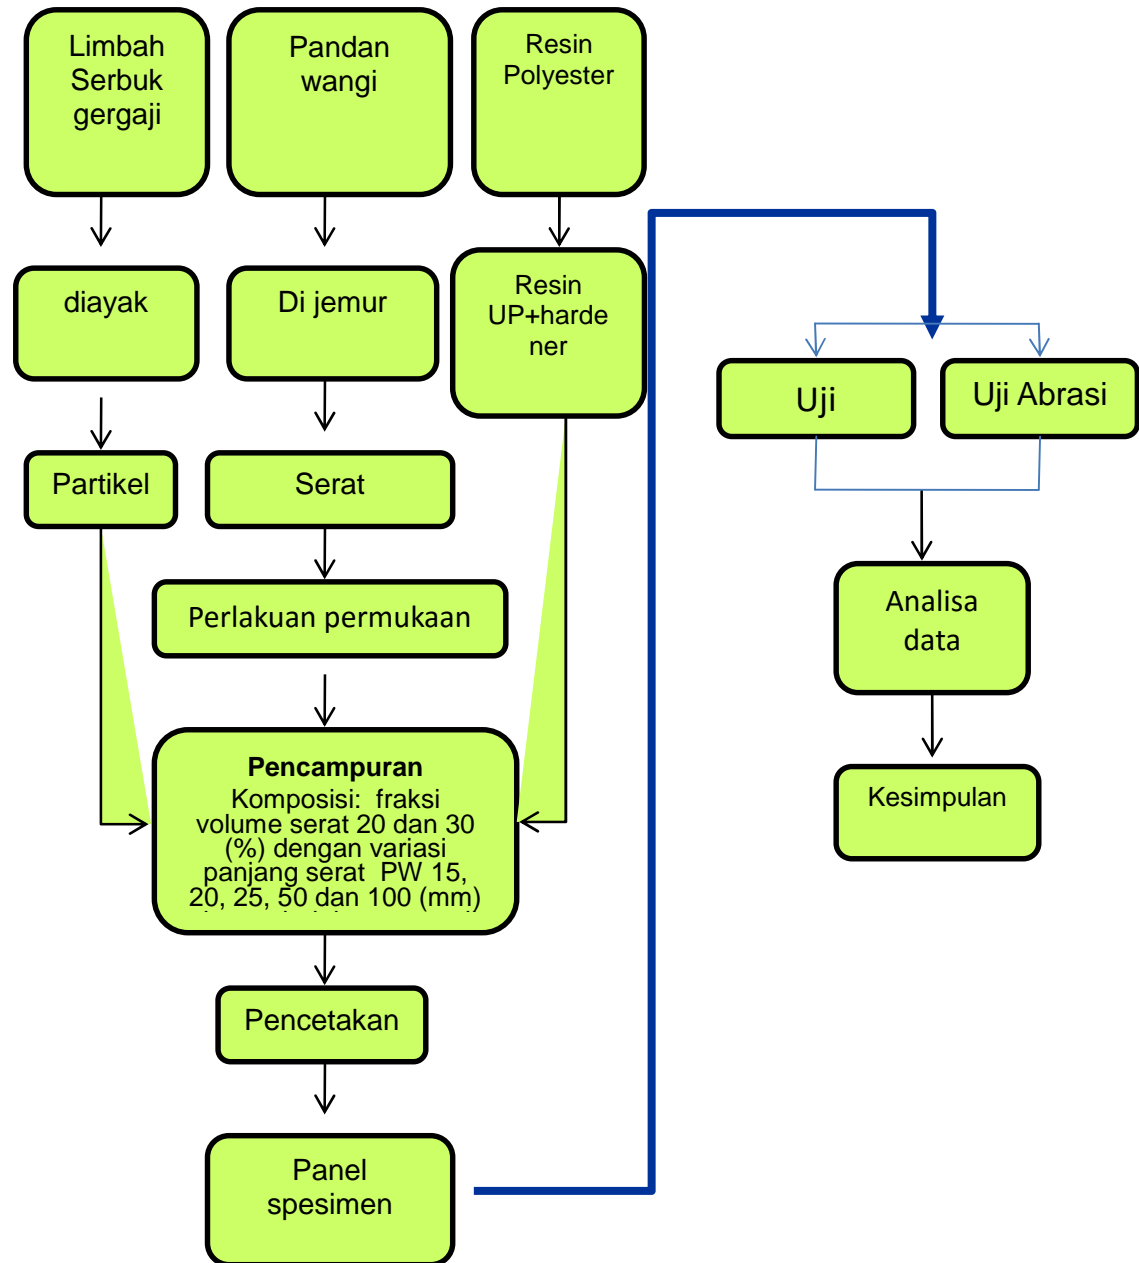 Limbah
Serbuk
gergaji
Pandan
wangi
Resin
Polyester
diayak
Di jemur
Resin
UP+harde
ner
Partikel
Serat
Perlakuan permukaan
Pencampuran
Komposisi: fraksi
volume serat 20 dan 30
(%) dengan variasi
panjang serat PW 15,
20, 25, 50 dan 100 (mm)
Pencetakan
Panel
spesimen
Uji
Uji Abrasi
Analisa
data
Kesimpulan